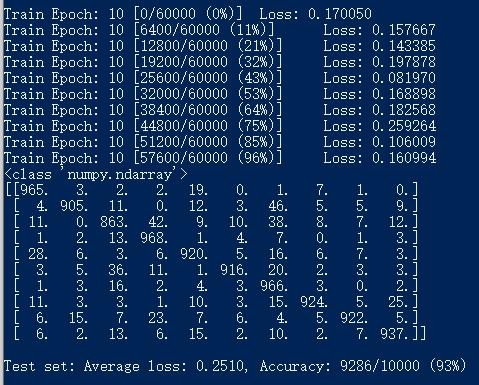 Train Epoch: 10 [0/60000 (0%)] Loss: 0.170050
Train Epoch: 10 [6400/60000 (11%)] Loss: 0.157667
Train Epoch: 10 [12800/60000 (21%)] Loss: 0.143385
Train Epoch: 10 [19200/60000 (32%)] Loss: 0.197878
Train Epoch: 10 [25600/60000 (43%)] Loss: 0.081970
Train Epoch: 10 [32000/60000 (53%)] Loss: 0.168898
Train Epoch: 10 [38400/60000 (64%)] Loss: 0.182568
Train Epoch: 10 [44800/60000 (75%)] Loss: 0.259264
Train Epoch: 10 [51200/60000 (85%)] Loss: 0.106009
Train Epoch: 10 [57600/60000 (96%)] Loss: 0.160994
<class 'numpy.ndarray'>
[[965. 3. 2. 2. 19. 0. 1. 7. 1. 0.]
[ 4. 905. 11. 0. 12. 3. 46. 5. 5. 9.]
[ 11. 0. 863. 42. 9. 10. 38. 8. 7. 12.]
[ 1. 2. 13. 968. 1. 4. 7. 0. 1. 3.]
[ 28. 6. 3. 6. 920. 5. 16. 6. 7. 3.]
[ 3. 5. 36. 11. 1. 916. 20. 2. 3. 3.]
[ 1. 3. 16. 2. 4. 3. 966. 3. 0. 2.]
[ 11. 3. 3. 1. 10. 3. 15. 924. 5. 25.]
[ 6. 15. 7. 23. 7. 6. 4. 5. 922. 5.]
[ 6. 2. 13. 6. 15. 2. 10. 2. 7. 937.]]
Test set: Average loss: 0.2510, Accuracy: 9286/10000 (93%)